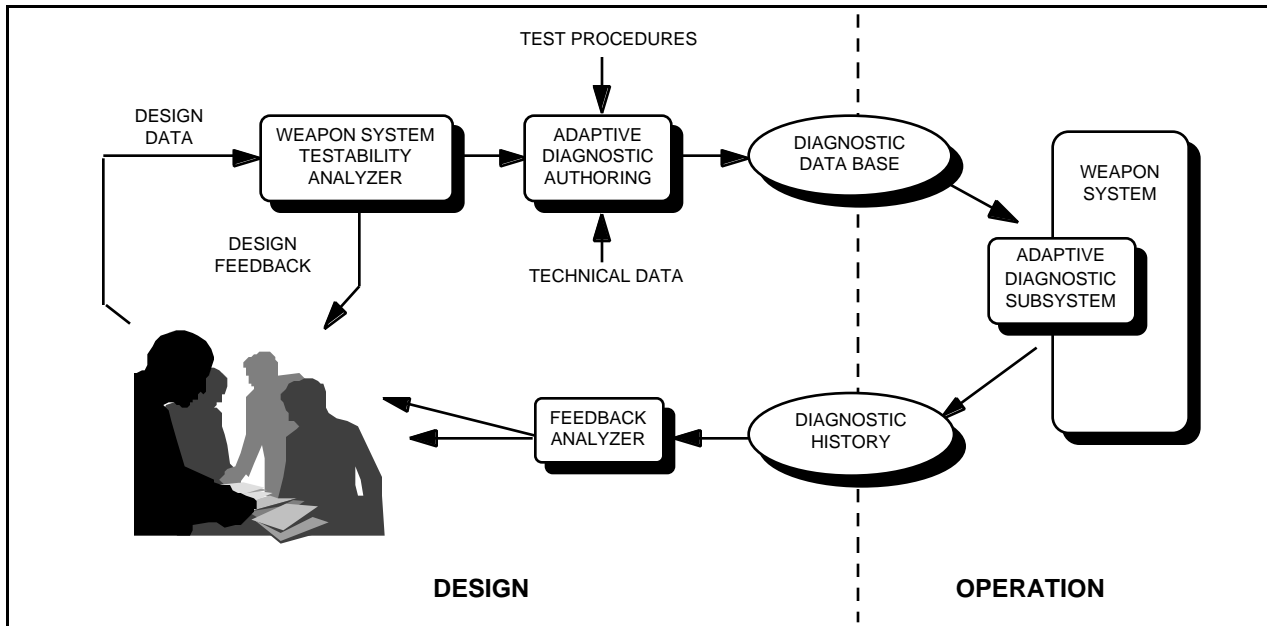 TEST PROCEDURES
DESIGN
DATA
WEAPON SYSTEM
TESTABILITY
ANALYZER
ADAPTIVE
DIAGNOSTIC
AUTHORING
DIAGNOSTIC
DATA BASE
WEAPON
SYSTEM
DESIGN
FEEDBACK
TECHNICAL DATA
ADAPTIVE
DIAGNOSTIC
SUBSYSTEM
FEEDBACK
ANALYZER
DIAGNOSTIC
HISTORY
DESIGN
OPERATION